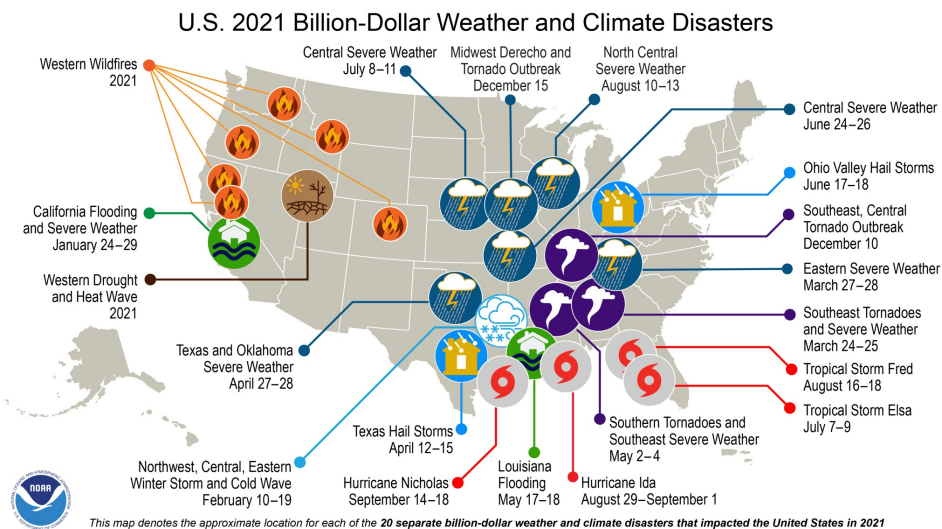 U.S. 2021 Billion-Dollar Weather and Climate Disasters
Western Wildfires
2021
Central Severe Weather
July 8–11
Midwest Derecho and
Tornado Outbreak
December 15
North Central
Severe Weather
August 10–13
Central Severe Weather
June 24–26
Ohio Valley Hail Storms
June 17–18
Southeast, Central
Tornado Outbreak
December 10
Eastern Severe Weather
March 27–28
Southeast Tornadoes
and Severe Weather
March 24–25
Tropical Storm Fred
August 16–18
Tropical Storm Elsa
July 7–9
California Flooding
and Severe Weather
January 24–29
Western Drought
and Heat Wave
2021
Texas and Oklahoma
Severe Weather
April 27–28
Texas Hail Storms
April 12–15
Southern Tornadoes and
Southeast Severe Weather
May 2–4
Northwest, Central, Eastern
Winter Storm and Cold Wave
February 10–19
Hurricane Nicholas
September 14–18
Louisiana
Flooding
May 17–18
Hurricane Ida
August 29–September 1
NATIONAL OCEANIC AND ATMOSPHERIC ADMINISTRATION
NOAA
U.S. DEPARTMENT OF COMMERCE
This map denotes the approximate location for each of the 20 separate billion-dollar weather and climate disasters that impacted the United States in 2021